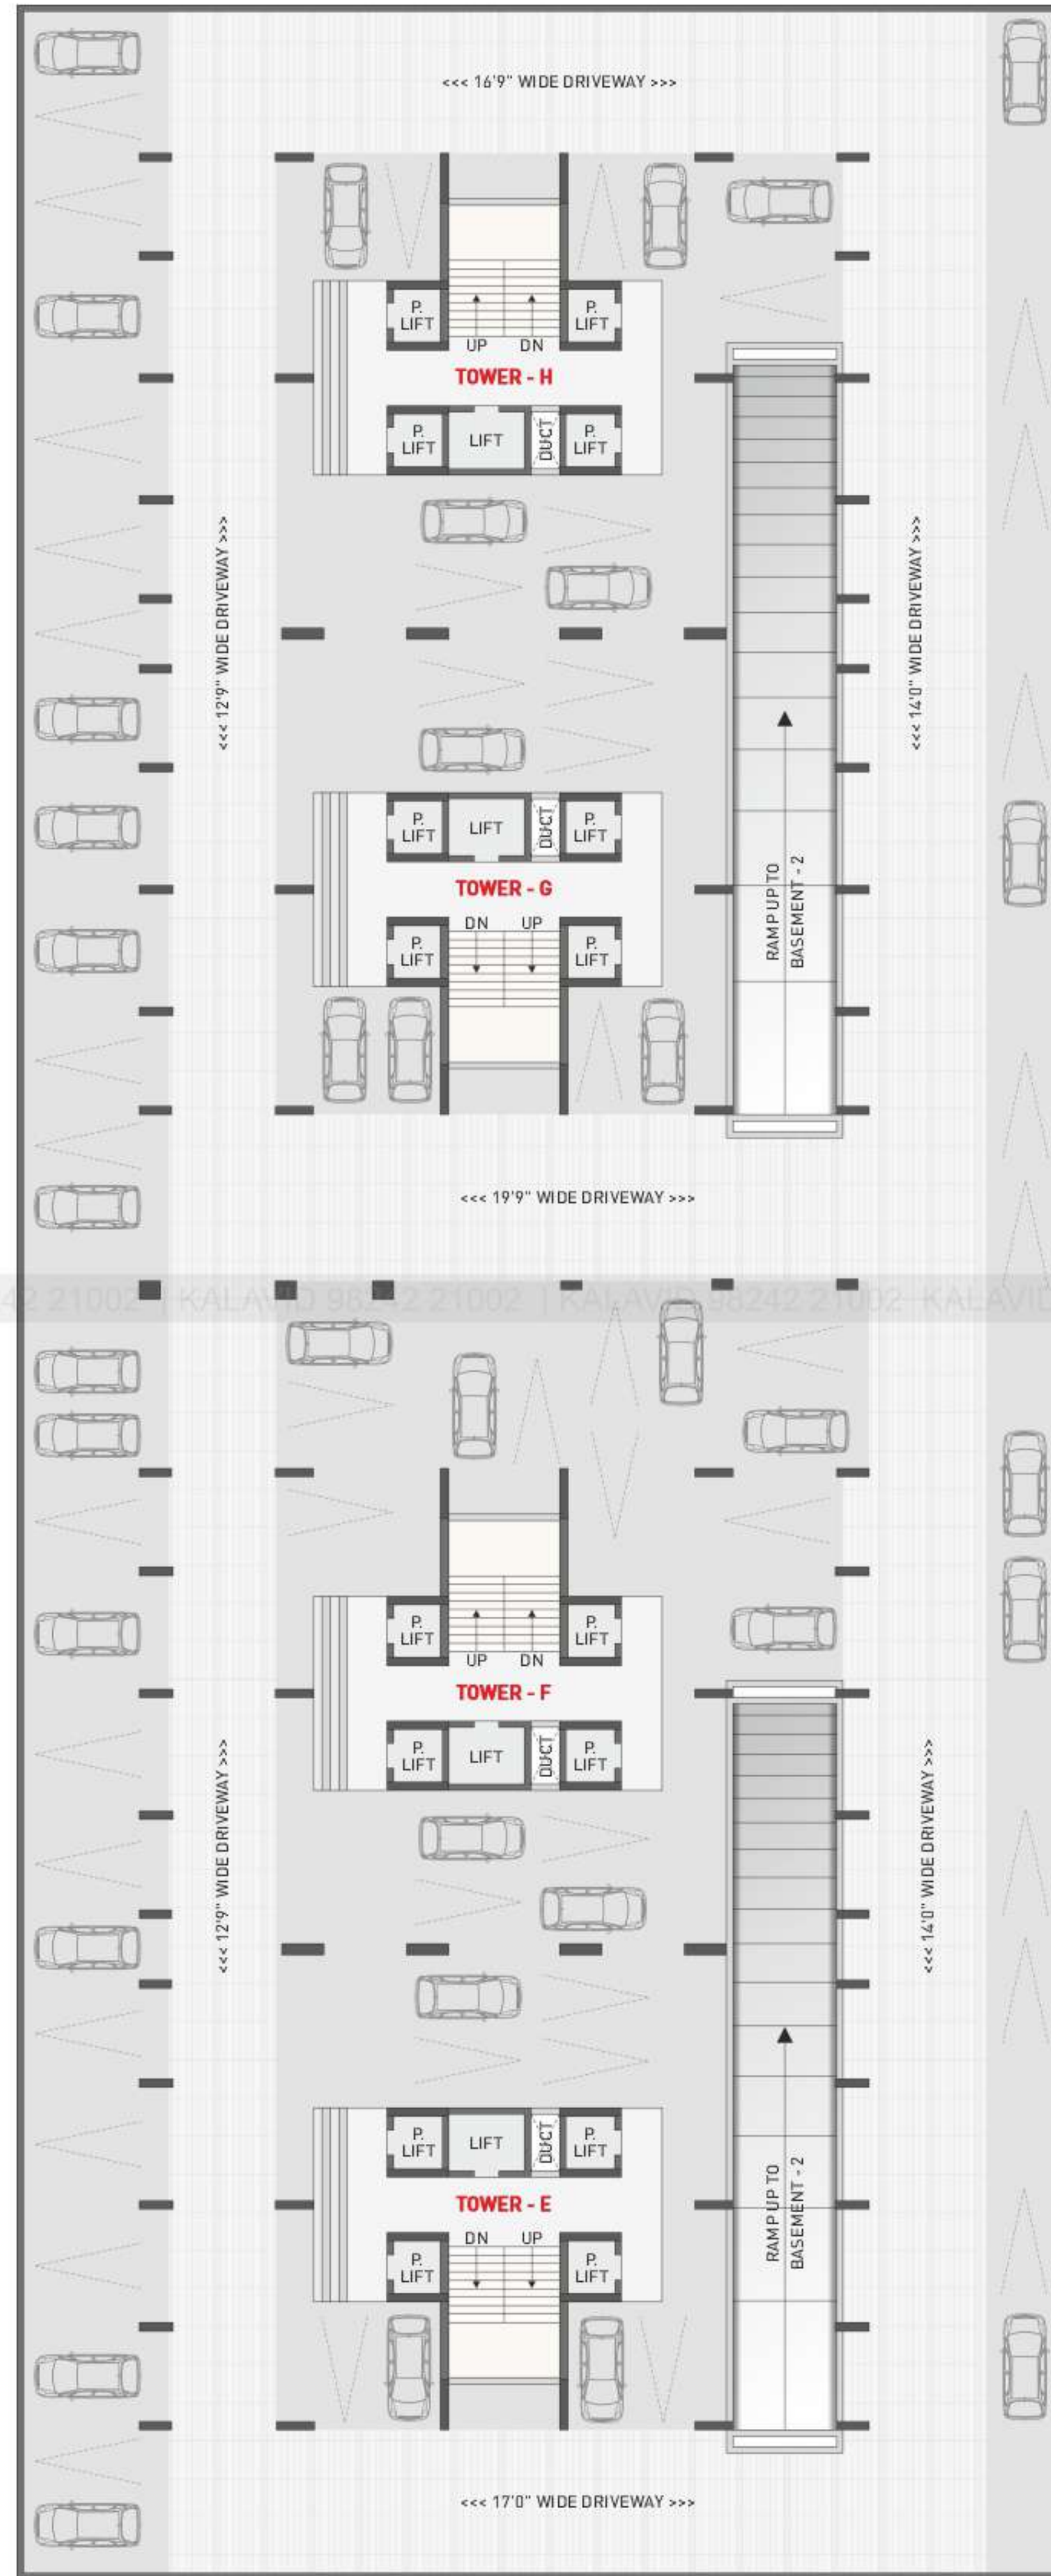 <<< 16'9" WIDE DRIVEWAY >>>
P.
LIFT
P.
LIFT
UP DN
TOWER - H
P.
LIFT
LIFT
DUCT
P.
LIFT
<<< 12'9" WIDE DRIVEWAY >>>
<<< 14'0" WIDE DRIVEWAY >>>
P.
LIFT
LIFT
DUCT
P.
LIFT
TOWER - G
DN UP
P.
LIFT
P.
LIFT
RAMP UP TO
BASEMENT - 2
<<< 19'9" WIDE DRIVEWAY >>>
42 21002 | KALAVID 98242 21002 | KALAVID 98242 21002 KALAVID
P.
LIFT
P.
LIFT
UP DN
TOWER - F
P.
LIFT
LIFT
DUCT
P.
LIFT
<<< 12'9" WIDE DRIVEWAY >>>
<<< 14'0" WIDE DRIVEWAY >>>
P.
LIFT
LIFT
DUCT
P.
LIFT
TOWER - E
DN UP
P.
LIFT
P.
LIFT
RAMP UP TO
BASEMENT - 2
<<< 17'0" WIDE DRIVEWAY >>>